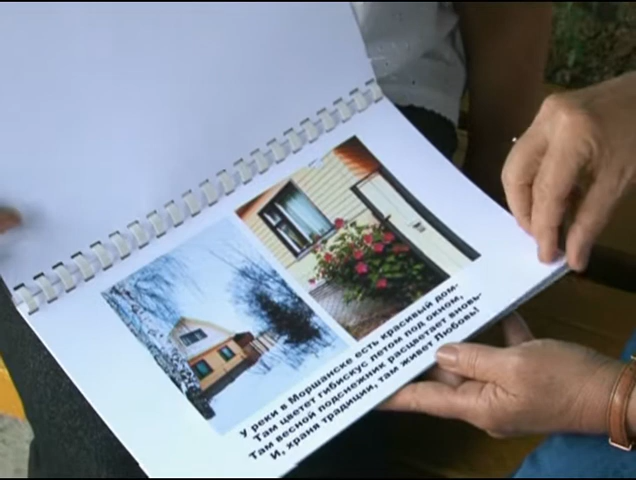 У реки в Моршанске есть красивый дом-
Там цветет гибискус летом под окном,
Там весной подснежник расцветает вновь-
И, храня традиции, там живет Любовь!